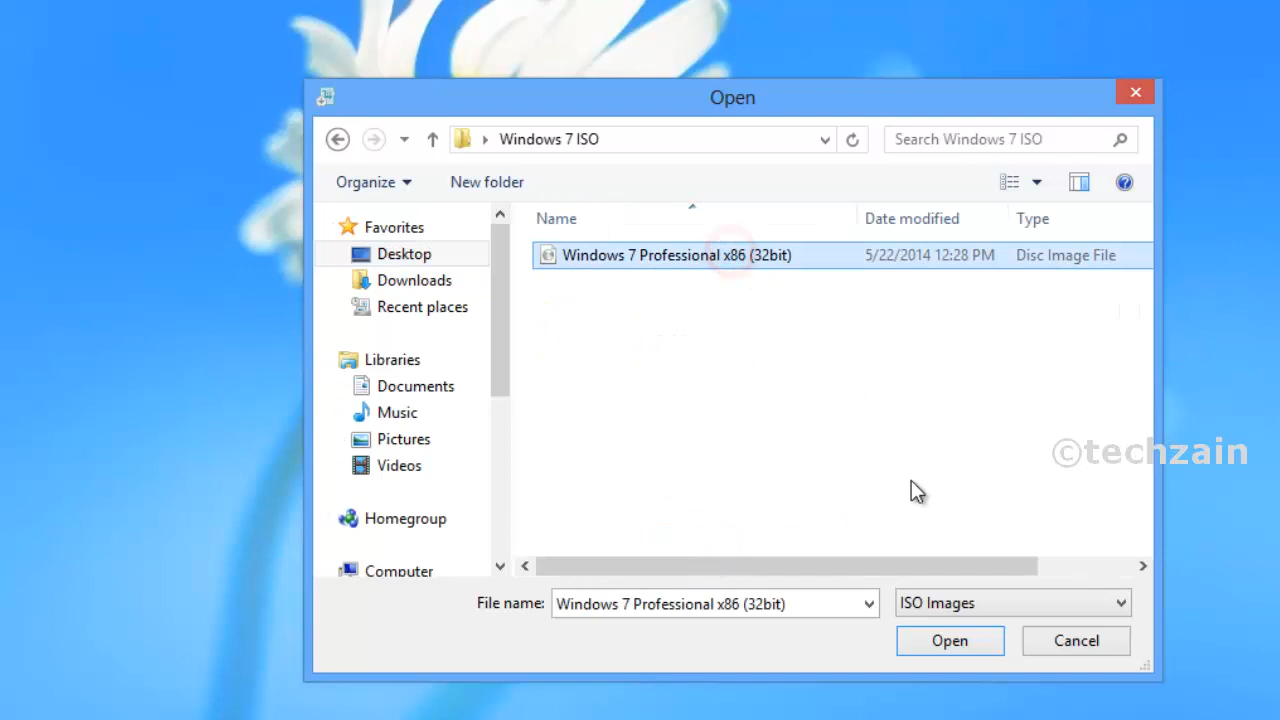 Open
Windows 7 ISO
Search Windows 7 ISO
Organize
New folder
Name
Date modified
Type
Favorites
Desktop
Downloads
Recent places
Libraries
Documents
Music
Pictures
Videos
Homegroup
Computer
Windows 7 Professional x86 (32bit)
5/22/2014 12:28 PM
Disc Image File
©techzain
File name:
Windows 7 Professional x86 (32bit)
ISO Images
Open
Cancel